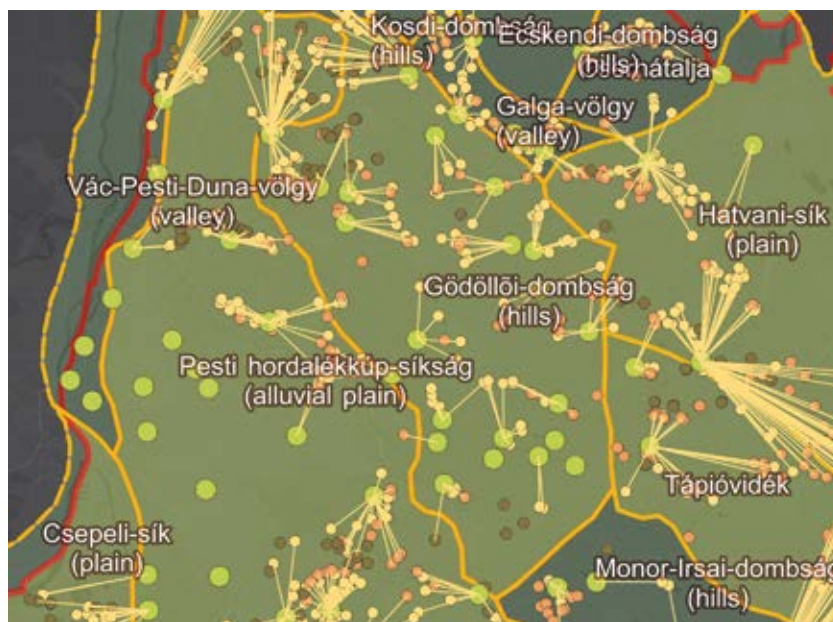 Kosdi-dombság
(hills)
Ecskendi-dombság
(hills)
Galga-völgy
(valley)
Vác-Pesti-Duna-völgy
(valley)
Hatvani-sík
(plain)
Gödöllõi-dombság
(hills)
Pesti hordalékkúp-síkság
(alluvial plain)
Tápióvidék
Csepeli-sík
(plain)
Monor-Irsai-dombság
(hills)